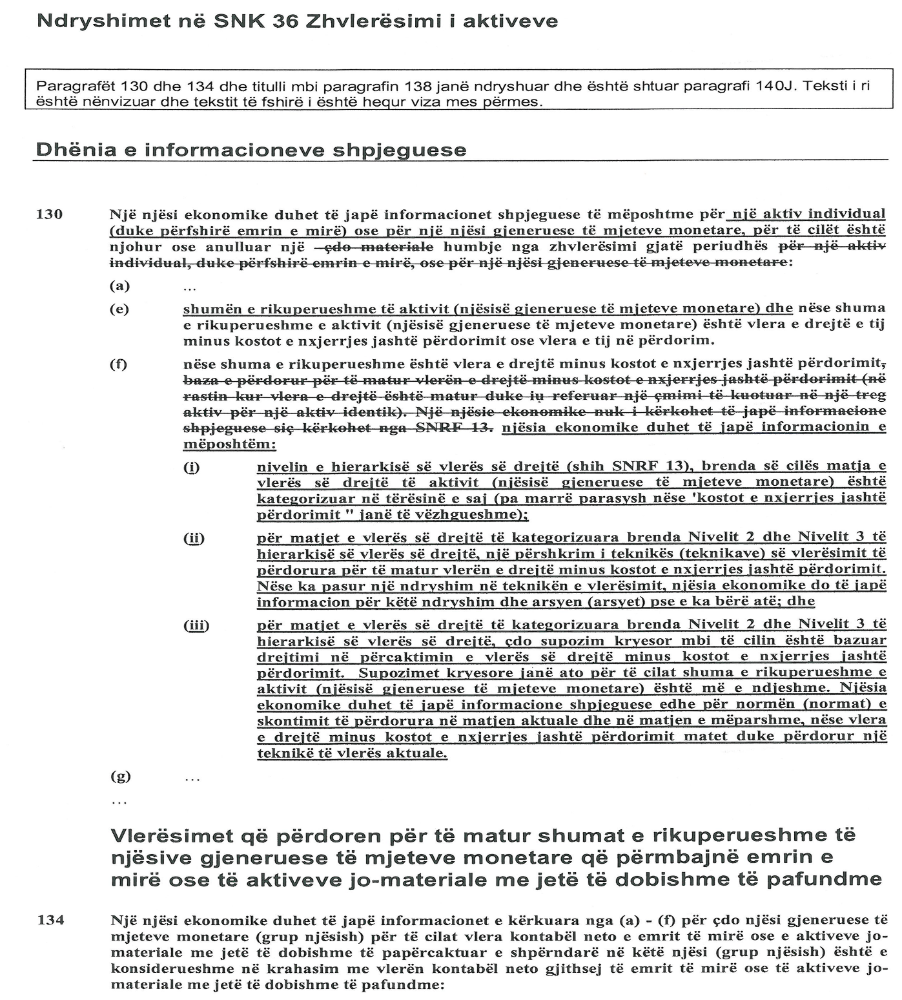 Ndryshimet në SNK 36 Zhvlerësimi i aktiveve
Paragrafët 130 dhe 134 dhe titulli mbi paragrafin 138 janë ndryshuar dhe është shtuar paragrafi 140J. Teksti i ri
është nënvizuar dhe tekstit të fshirë i është hequr viza mes përmes.
Dhënia e informacioneve shpjeguese
130 Një njësi ekonomike duhet të japë informacionet shpjeguese të mëposhtme për një aktiv individual
(duke përfshirë emrin e mirë) ose për një njësi gjeneruese të mjeteve monetare, për të cilët është
njohur ose anulluar një çdo materiale humbje nga zhvlerësimi gjatë periudhës për një aktiv
individual, duke përfshirë emrin e mirë, ose për një njësi gjeneruese të mjeteve monetare:
(a) ...
(e) shumën e rikuperueshme të aktivit (njësisë gjeneruese të mjeteve monetare) dhe nëse shuma
e rikuperueshme e aktivit (njësisë gjeneruese të mjeteve monetare) është vlera e drejtë e tij
minus kostot e nxjerrjes jashtë përdorimit ose vlera e tij në përdorim.
(f) nëse shuma e rikuperueshme është vlera e drejtë minus kostot e nxjerrjes jashtë përdorimit,
baza e përdorur për të matur vlerën e drejtë minus kostot e nxjerrjes jashtë përdorimit (në
rastin kur vlera e drejtë është matur duke iu referuar një çmimi të kuotuar në një treg
aktiv për një aktiv identik). Një njësie ekonomike nuk i kërkohet të japë informacione
shpjeguese siç kërkohet nga SNRF 13. njësia ekonomike duhet të japë informacionin e
mëposhtëm:
(i) nivelin e hierarkisë së vlerës së drejtë (shih SNRF 13), brenda së cilës matja e
vlerës së drejtë të aktivit (njësisë gjeneruese të mjeteve monetare) është
kategorizuar në tërësinë e saj (pa marrë parasysh nëse 'kostot e nxjerrjes jashtë
përdorimit " janë të vëzhgueshme);
(ii) për matjet e vlerës së drejtë të kategorizuara brenda Nivelit 2 dhe Nivelit 3 të
hierarkisë së vlerës së drejtë, një përshkrim i teknikës (teknikave) së vlerësimit të
përdorura për të matur vlerën e drejtë minus kostot e nxjerrjes jashtë përdorimit.
Nëse ka pasur një ndryshim në teknikën e vlerësimit, njësia ekonomike do të japë
informacion për këtë ndryshim dhe arsyen (arsyet) pse e ka bërë atë; dhe
(iii) për matjet e vlerës së drejtë të kategorizuara brenda Nivelit 2 dhe Nivelit 3 të
hierarkisë së vlerës së drejtë, çdo supozim kryesor mbi të cilin është bazuar
drejtimi në përcaktimin e vlerës së drejtë minus kostot e nxjerrjes jashtë
përdorimit. Supozimet kryesore janë ato për të cilat shuma e rikuperueshme e
aktivit (njësisë gjeneruese të mjeteve monetare) është më e ndjeshme. Njësia
ekonomike duhet të japë informacione shpjeguese edhe për normën (normat) e
skontimit të përdorura në matjen aktuale dhe në matjen e mëparshme, nëse vlera
e drejtë minus kostot e nxjerrjes jashtë përdorimit matet duke përdorur një
teknikë të vlerës aktuale.
(g) ...
...
Vlerësimet që përdoren për të matur shumat e rikuperueshme të
njësive gjeneruese të mjeteve monetare që përmbajnë emrin e
mirë ose të aktiveve jo-materiale me jetë të dobishme të pafundme
134 Një njësi ekonomike duhet të japë informacionet e kërkuara nga (a) - (f) për çdo njësi gjeneruese të
mjeteve monetare (grup njësish) për të cilat vlera kontabël neto e emrit të mirë ose e aktiveve jo-
materiale me jetë të dobishme të papërcaktuar e shpërndarë në këtë njësi (grup njësish) është e
konsiderueshme në krahasim me vlerën kontabël neto gjithsej të emrit të mirë ose të aktiveve jo-
materiale me jetë të dobishme të pafundme: